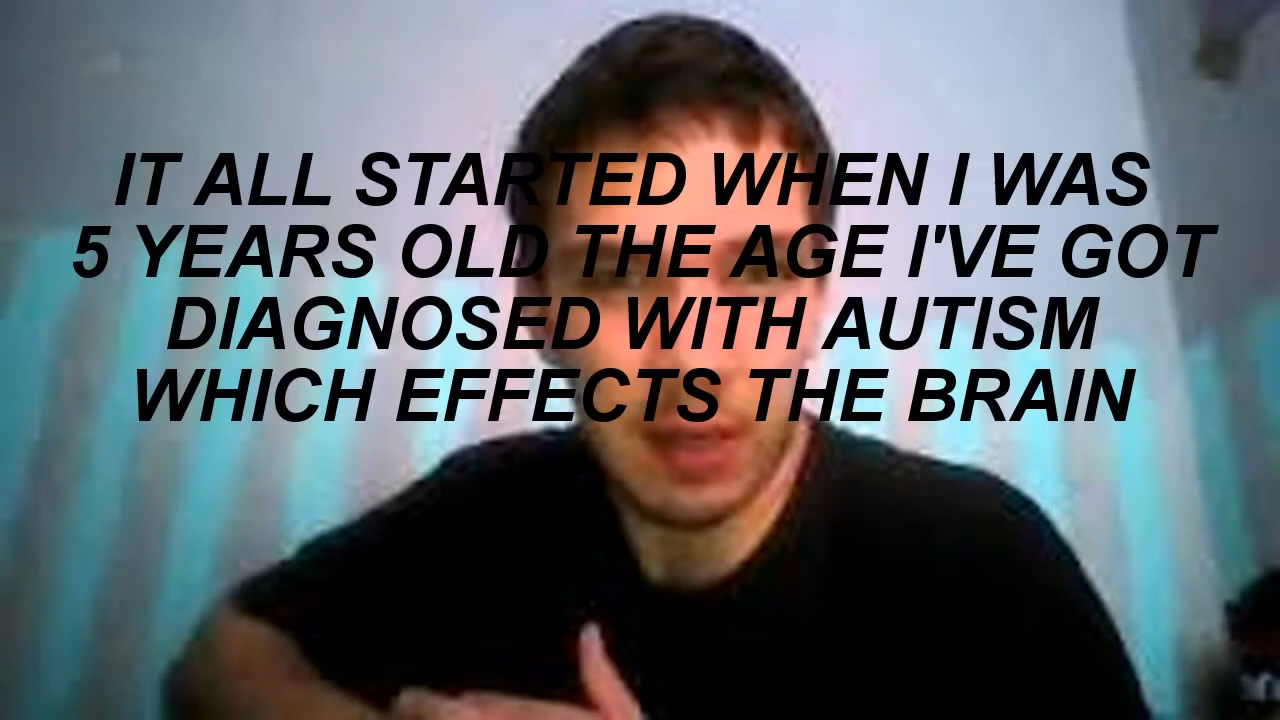 IT ALL STARTED WHEN I WAS
5 YEARS OLD THE AGE I'VE GOT
DIAGNOSED WITH AUTISM
WHICH EFFECTS THE BRAIN